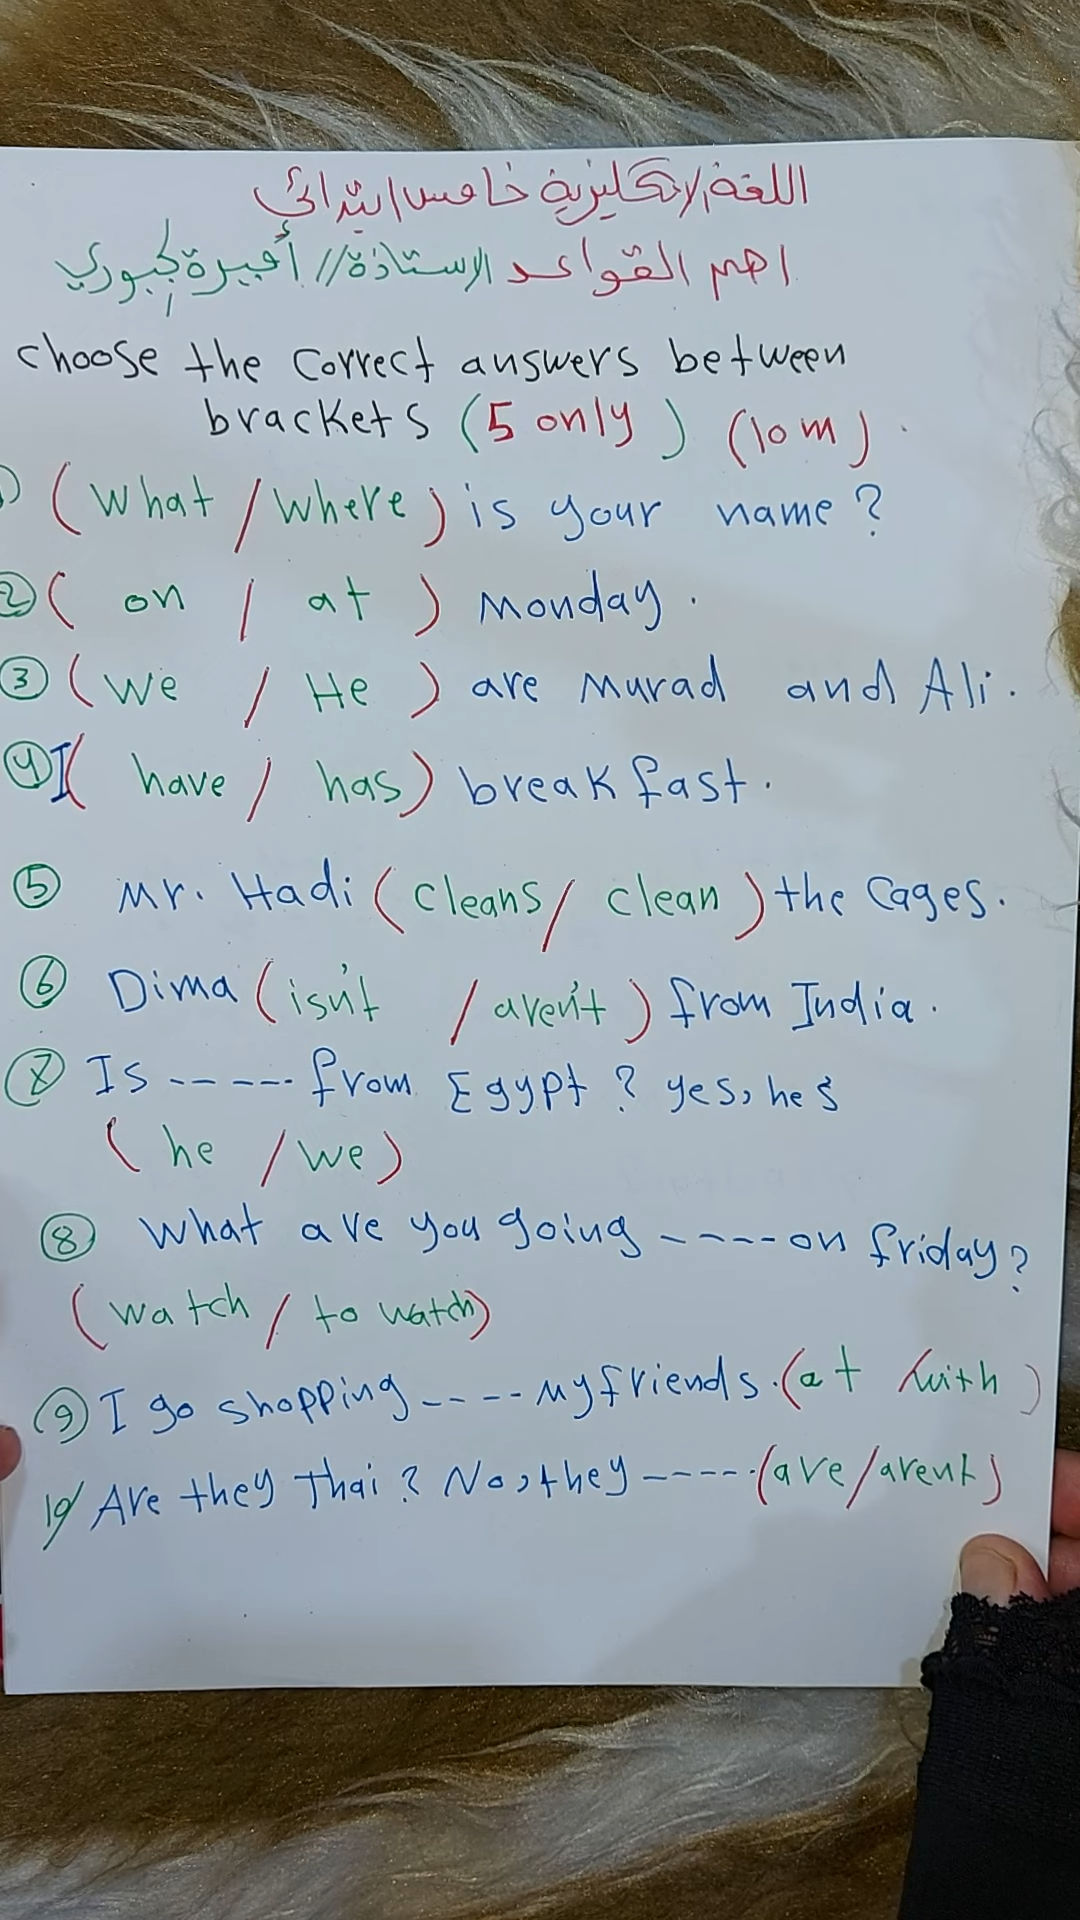 اللغة الانكليزية خامس ابتدائي
اهم القواعد الاستاذة // أميرة الجبوري
choose the correct answers between
brackets (5 only) (10 m).
1) (What / where) is your name?
② ( on / at ) Monday.
③ (We / He ) are Murad and Ali.
④ I( have / has) breakfast.
⑤ Mr. Hadi (cleans / clean ) the cages.
⑥ Dima (isn't / aren't ) from India.
⑦ Is ------ from Egypt? yes, he's
( he / we)
⑧ What are you going ----- on friday?
(watch / to watch)
⑨ I go shopping ---- My friends. (at / with )
10/ Are they Thai? No, they ----- (are/arent)